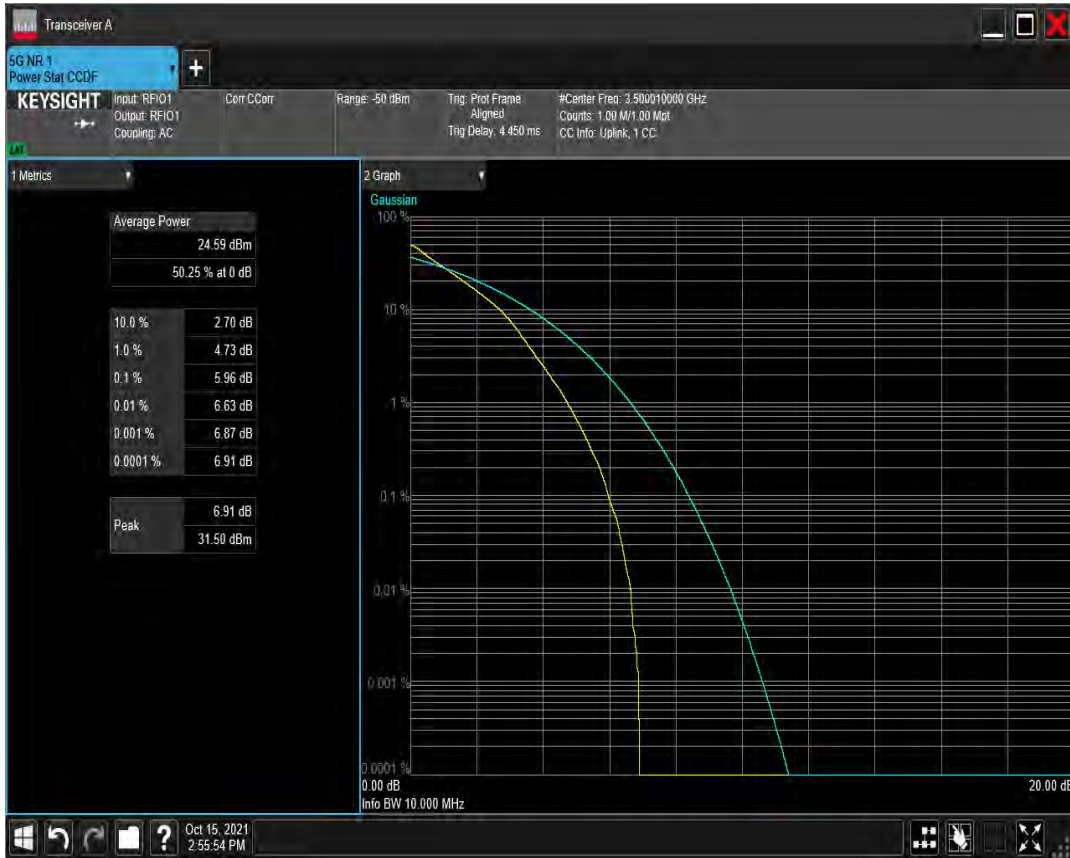 Transceiver A
5G NR 1
Power Stat CCDF
+
KEYSIGHT
Input: RFIO1
Output: RFIO1
Coupling: AC
Corr CCorr
Range: -50 dBm
Trig: Prot Frame
Aligned
Trig Delay: 4.450 ms
#Center Freq: 3.500010000 GHz
Counts: 1.00 M/1.00 Mpt
CC Info: Uplink, 1 CC
1 Metrics
Average Power
24.59 dBm
50.25 % at 0 dB
10.0 % 2.70 dB
1.0 % 4.73 dB
0.1 % 5.96 dB
0.01 % 6.63 dB
0.001 % 6.87 dB
0.0001 % 6.91 dB
Peak
6.91 dB
31.50 dBm
2 Graph
Gaussian
100 %
10 %
1 %
0.1 %
0.01 %
0.001 %
0.0001 %
0.00 dB
20.00 dB
Info BW 10.000 MHz
?
Oct 15, 2021
2:55:54 PM